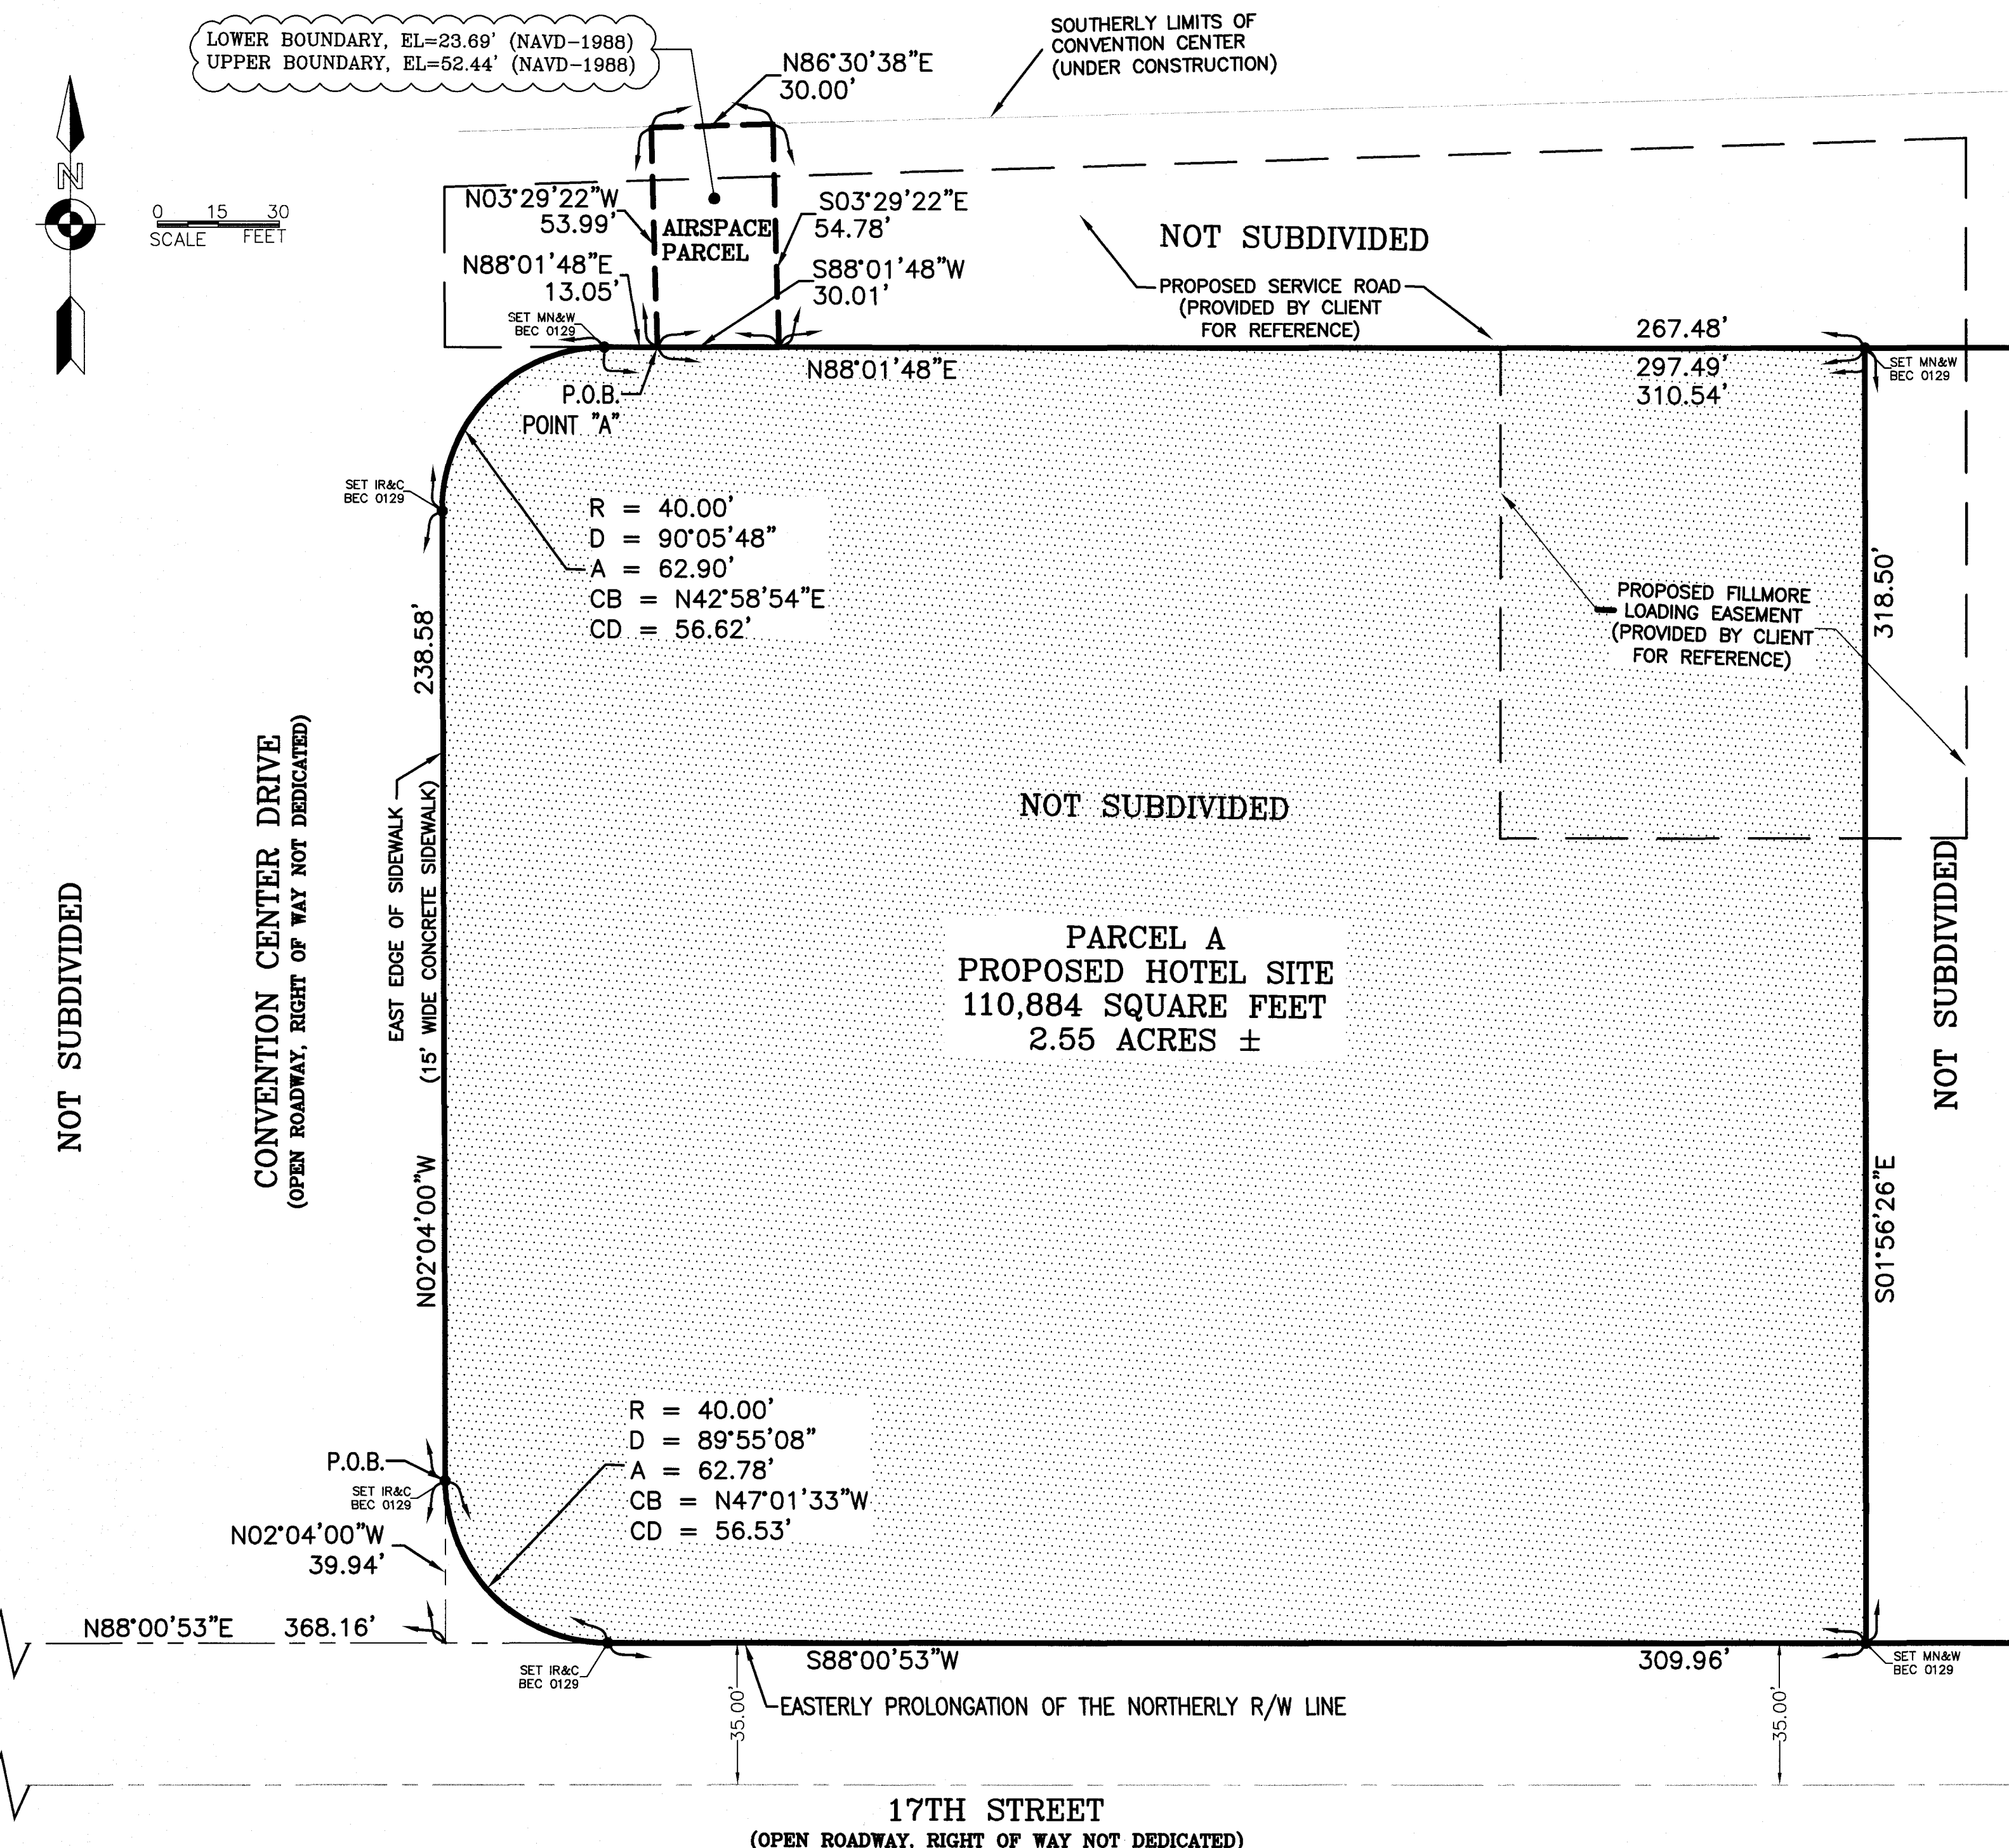 LOWER BOUNDARY, EL=23.69' (NAVD-1988)
UPPER BOUNDARY, EL=52.44' (NAVD-1988)
N86°30'38"E
30.00'
SOUTHERLY LIMITS OF
CONVENTION CENTER
(UNDER CONSTRUCTION)
N
0 15 30
SCALE FEET
N03°29'22"W
53.99'
AIRSPACE
PARCEL
S03°29'22"E
54.78'
NOT SUBDIVIDED
N88°01'48"E
13.05'
S88°01'48"W
30.01'
PROPOSED SERVICE ROAD
(PROVIDED BY CLIENT
FOR REFERENCE)
SET MN&W
BEC 0129
267.48'
N88°01'48"E
297.49'
310.54'
SET MN&W
BEC 0129
P.O.B.
POINT "A"
SET IR&C
BEC 0129
R = 40.00'
D = 90°05'48"
A = 62.90'
CB = N42°58'54"E
CD = 56.62'
238.58'
318.50'
PROPOSED FILLMORE
LOADING EASEMENT
(PROVIDED BY CLIENT
FOR REFERENCE)
NOT SUBDIVIDED
CONVENTION CENTER DRIVE
(OPEN ROADWAY, RIGHT OF WAY NOT DEDICATED)
EAST EDGE OF SIDEWALK
(15' WIDE CONCRETE SIDEWALK)
NOT SUBDIVIDED
PARCEL A
PROPOSED HOTEL SITE
110,884 SQUARE FEET
2.55 ACRES ±
NOT SUBDIVIDED
N02°04'00"W
S01°56'26"E
R = 40.00'
D = 89°55'08"
A = 62.78'
CB = N47°01'33"W
CD = 56.53'
P.O.B.
SET IR&C
BEC 0129
N02°04'00"W
39.94'
N88°00'53"E 368.16'
SET IR&C
BEC 0129
S88°00'53"W
309.96'
SET MN&W
BEC 0129
35.00'
EASTERLY PROLONGATION OF THE NORTHERLY R/W LINE
35.00'
17TH STREET
(OPEN ROADWAY, RIGHT OF WAY NOT DEDICATED)